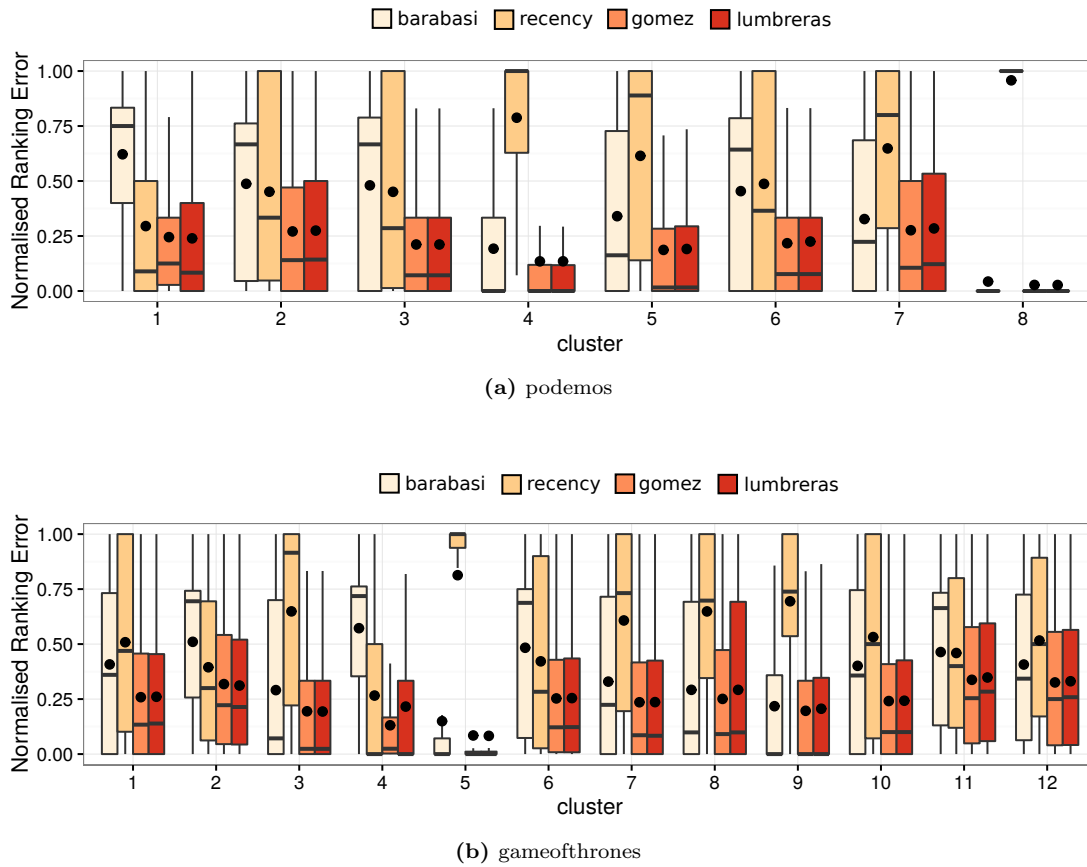 barabasi recency gomez lumbreras
Normalised Ranking Error
1.00
0.75
0.50
0.25
0.00
1 2 3 4 5 6 7 8
cluster
(a) podemos
barabasi recency gomez lumbreras
Normalised Ranking Error
1.00
0.75
0.50
0.25
0.00
1 2 3 4 5 6 7 8 9 10 11 12
cluster
(b) gameofthrones